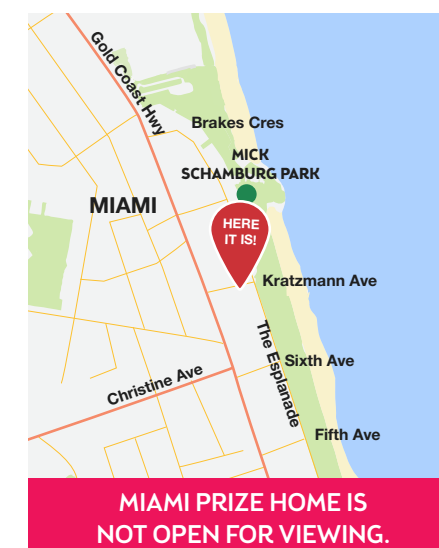 Gold Coast Hwy
Brakes Cres
MICK
SCHAMBURG PARK
MIAMI
HERE
IT IS!
Kratzmann Ave
The Esplanade
Sixth Ave
Christine Ave
Fifth Ave
MIAMI PRIZE HOME IS
NOT OPEN FOR VIEWING.